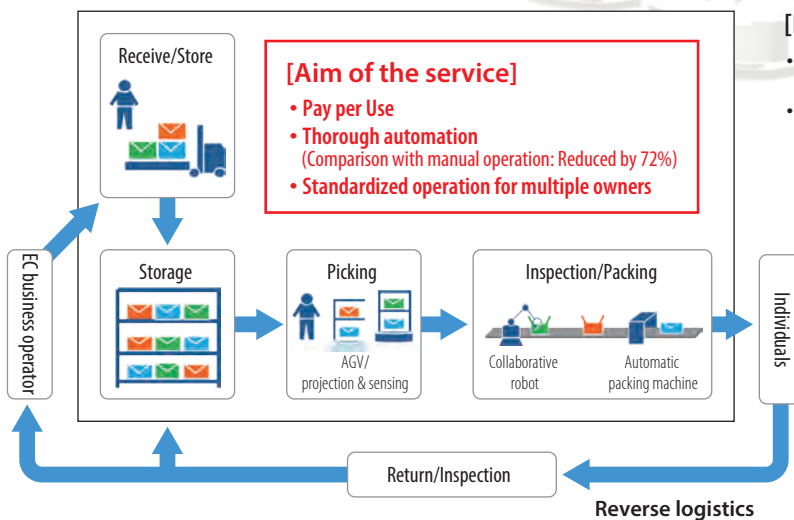 Receive/Store
[Aim of the service]
• Pay per Use
• Thorough automation
(Comparison with manual operation: Reduced by 72%)
• Standardized operation for multiple owners
[
•
•
EC business operator
Storage
Picking
AGV/
projection & sensing
Inspection/Packing
Collaborative
robot
Automatic
packing machine
Individuals
Return/Inspection
Reverse logistics